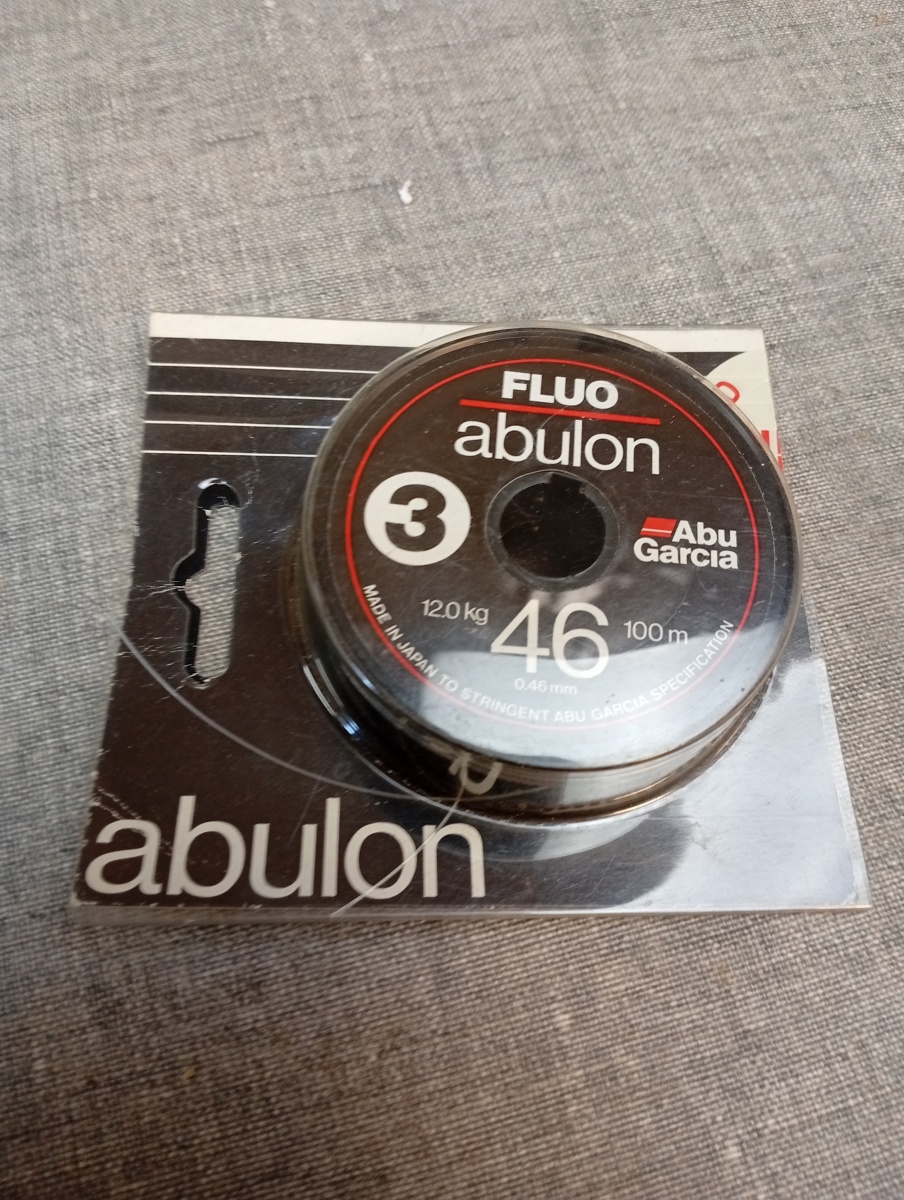 FLUO
abulon
3
Abu
Garcia
12.0 kg
46
100 m
0.46 mm
MADE IN JAPAN TO STRINGENT ABU GARCIA SPECIFICATION
abulon